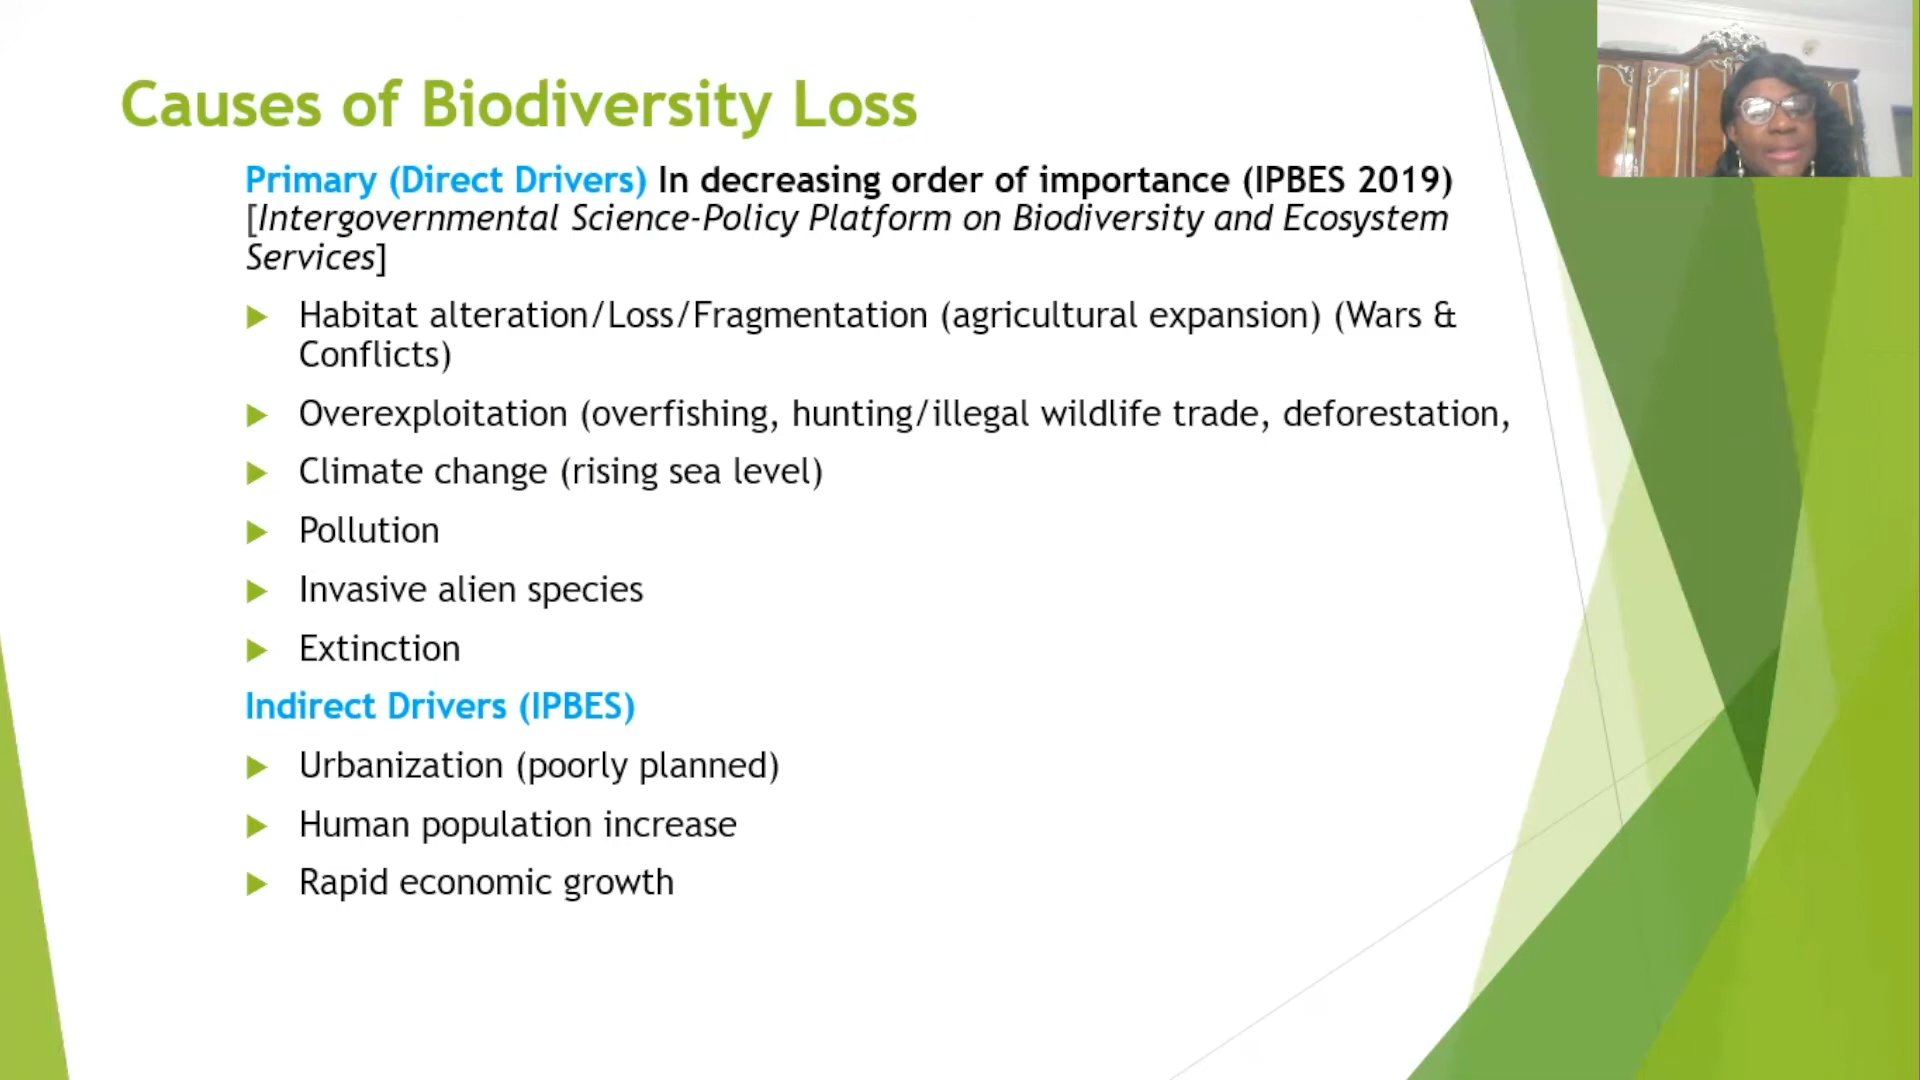 Causes of Biodiversity Loss
Primary (Direct Drivers) In decreasing order of importance (IPBES 2019)
[Intergovernmental Science-Policy Platform on Biodiversity and Ecosystem
Services]
Habitat alteration/Loss/Fragmentation (agricultural expansion) (Wars &
Conflicts)
Overexploitation (overfishing, hunting/illegal wildlife trade, deforestation,
Climate change (rising sea level)
Pollution
Invasive alien species
Extinction
Indirect Drivers (IPBES)
Urbanization (poorly planned)
Human population increase
Rapid economic growth